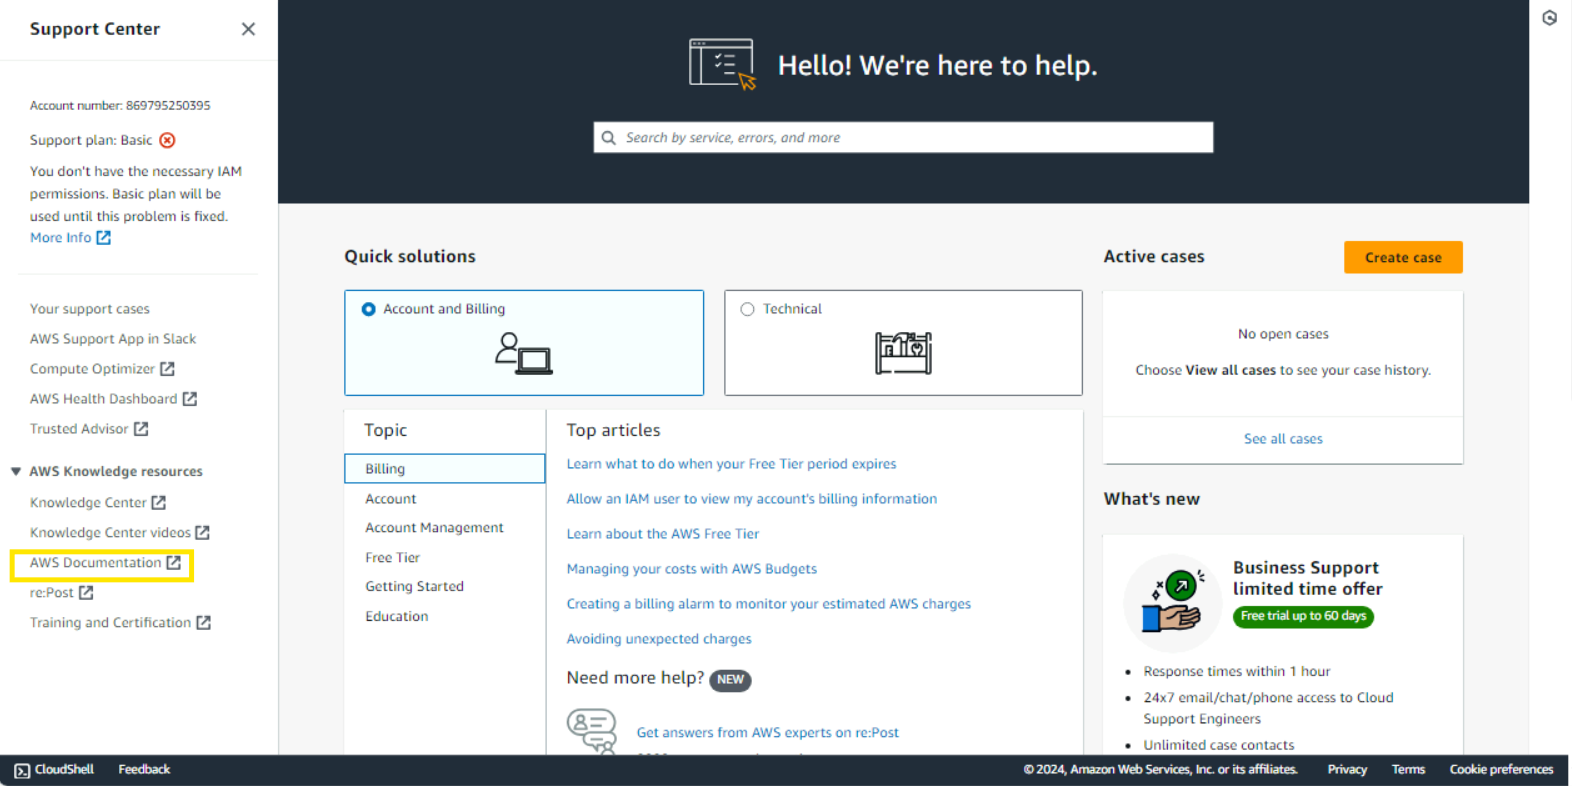 Support Center
Account number: 869795250395
Support plan: Basic
You don't have the necessary IAM
permissions. Basic plan will be
used until this problem is fixed.
More Info
Your support cases
AWS Support App in Slack
Compute Optimizer
AWS Health Dashboard
Trusted Advisor
AWS Knowledge resources
Knowledge Center
Knowledge Center videos
AWS Documentation
re:Post
Training and Certification
Hello! We're here to help.
Search by service, errors, and more
Quick solutions
Account and Billing
Technical
Topic
Billing
Account
Account Management
Free Tier
Getting Started
Education
Top articles
Learn what to do when your Free Tier period expires
Allow an IAM user to view my account's billing information
Learn about the AWS Free Tier
Managing your costs with AWS Budgets
Creating a billing alarm to monitor your estimated AWS charges
Avoiding unexpected charges
Need more help? NEW
Get answers from AWS experts on re:Post
Active cases
Create case
No open cases
Choose View all cases to see your case history.
See all cases
What's new
Business Support
limited time offer
Free trial up to 60 days
• Response times within 1 hour
• 24x7 email/chat/phone access to Cloud
Support Engineers
• Unlimited case contacts
CloudShell Feedback © 2024, Amazon Web Services, Inc. or its affiliates. Privacy Terms Cookie preferences